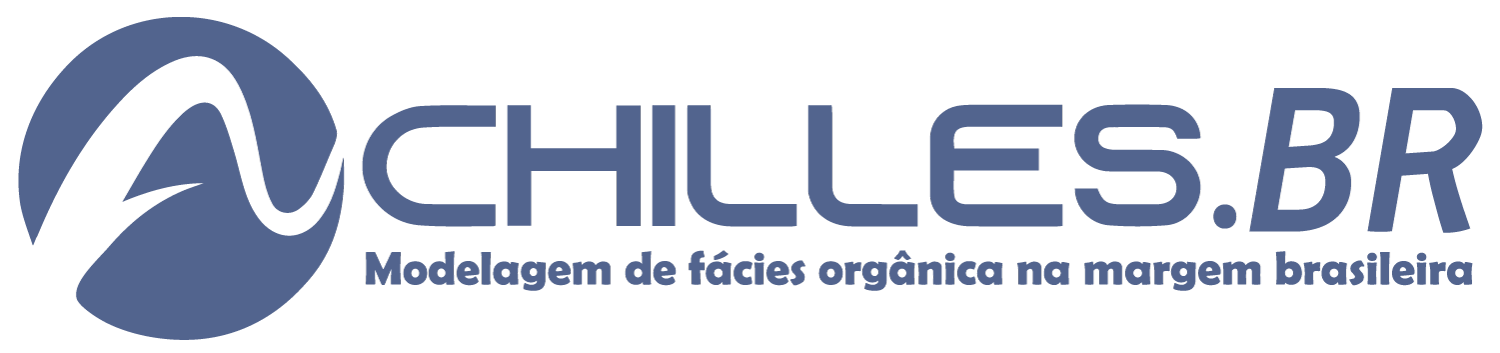 ACHILLES.BR
Modelagem de fácies orgânica na margem brasileira